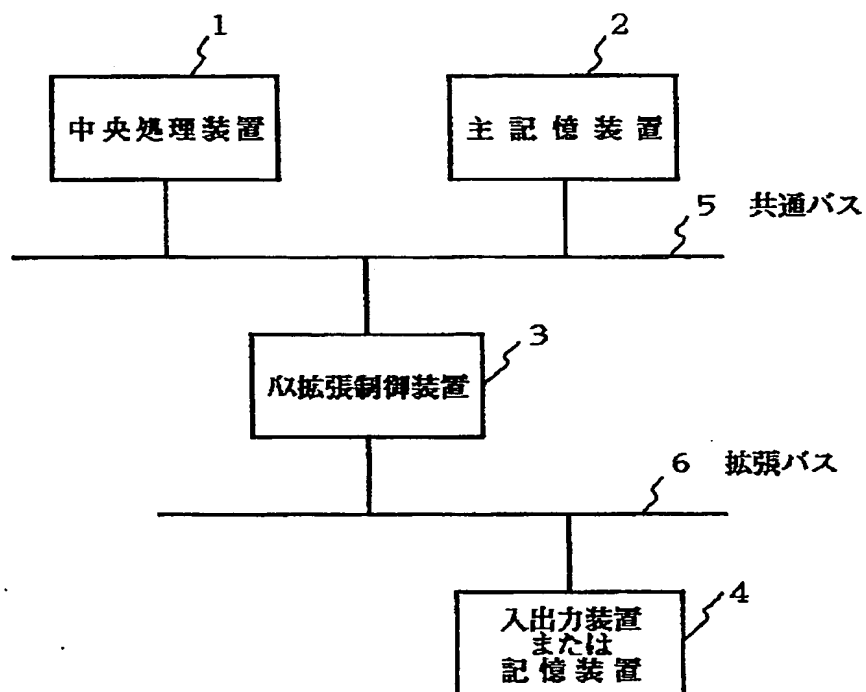 1
2
中央処理装置
主記憶装置
5 共通バス
3
バス拡張制御装置
6 拡張バス
4
入出力装置
または
記憶装置